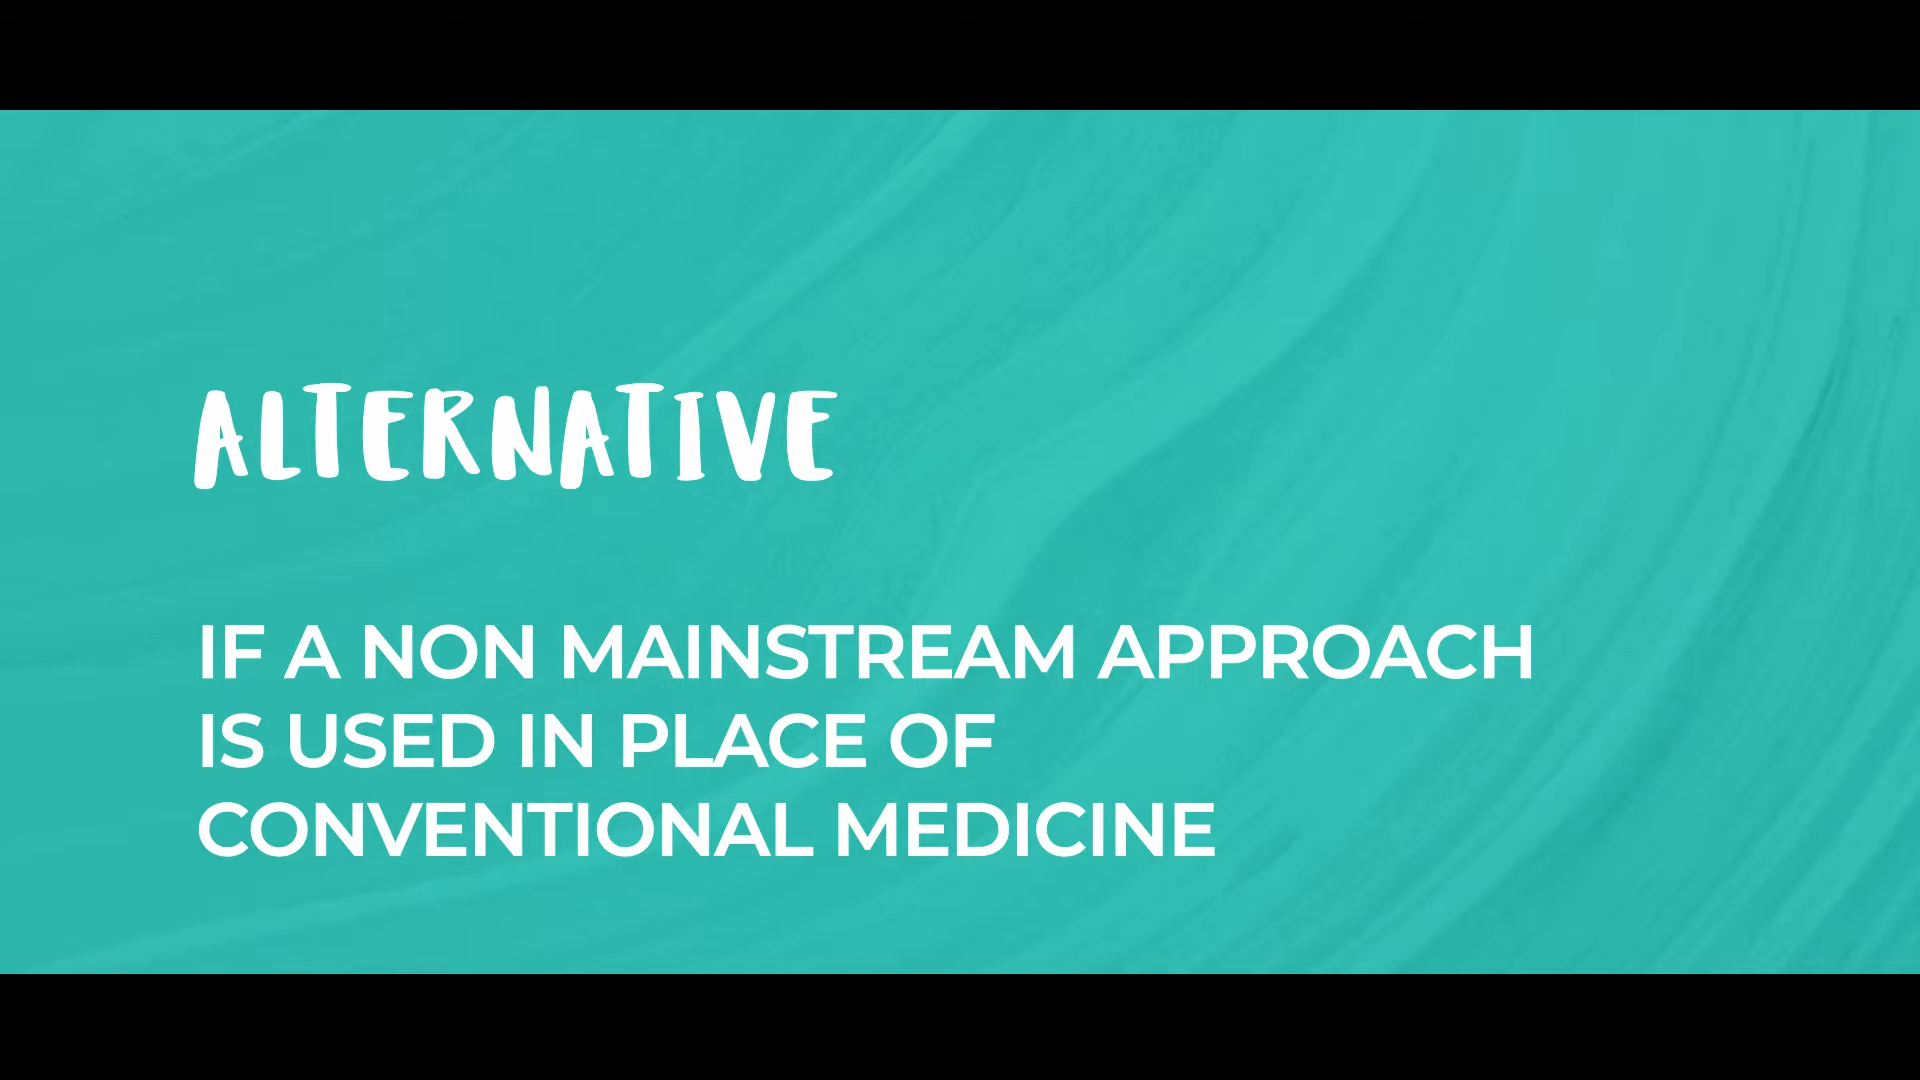 ALTERNATIVE
IF A NON MAINSTREAM APPROACH
IS USED IN PLACE OF
CONVENTIONAL MEDICINE